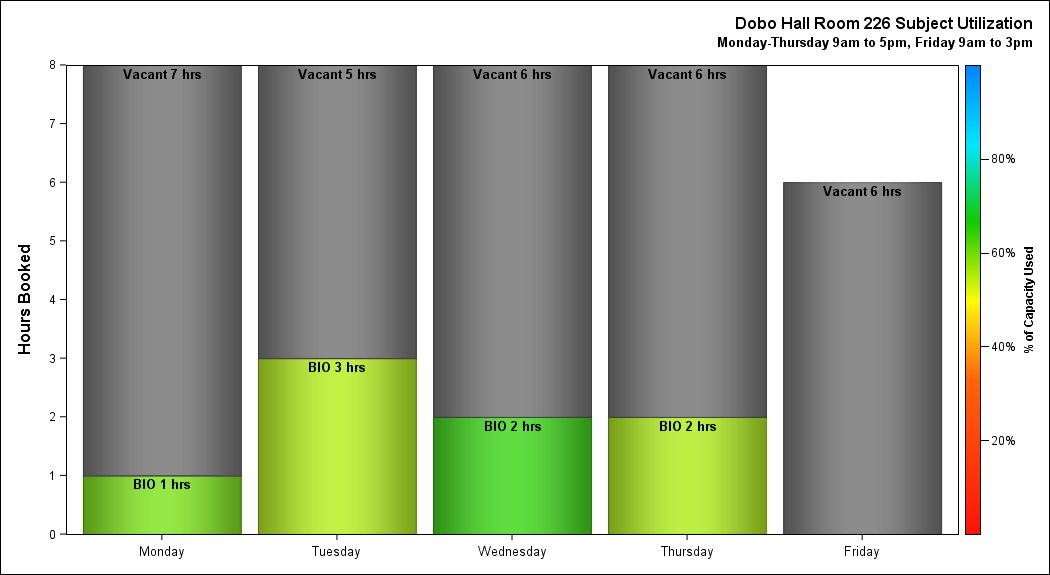 Dobo Hall Room 226 Subject Utilization
Monday-Thursday 9am to 5pm, Friday 9am to 3pm
Hours Booked
8
7
6
5
4
3
2
1
0
Vacant 7 hrs
BIO 1 hrs
Vacant 5 hrs
BIO 3 hrs
Vacant 6 hrs
BIO 2 hrs
Vacant 6 hrs
BIO 2 hrs
Vacant 6 hrs
Monday
Tuesday
Wednesday
Thursday
Friday
80%
60%
40%
20%
% of Capacity Used